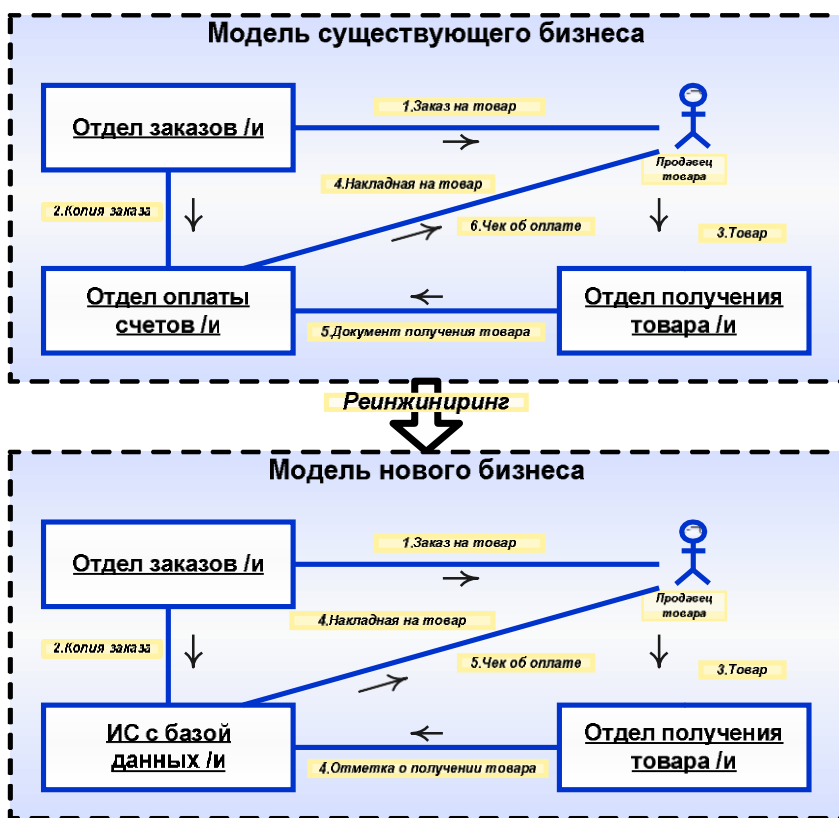 Модель существующего бизнеса
1.Заказ на товар
Отдел заказов /и
Продавец
товара
4.Накладная на товар
2.Копия заказа
6.Чек об оплате
3.Товар
Отдел оплаты
счетов /и
Отдел получения
товара /и
5.Документ получения товара
Реинжиниринг
Модель нового бизнеса
1.Заказ на товар
Отдел заказов /и
Продавец
товара
4.Накладная на товар
2.Копия заказа
5.Чек об оплате
3.Товар
ИС с базой
данных /и
Отдел получения
товара /и
4.Отметка о получении товара